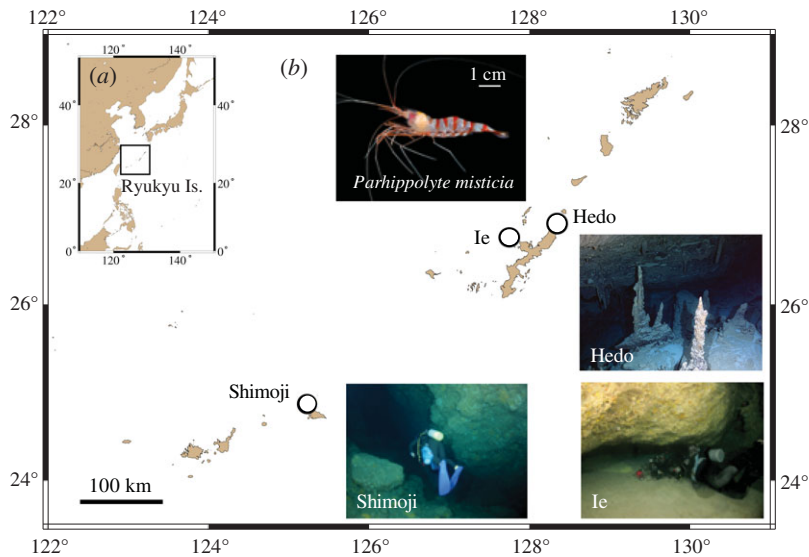 122° 124° 126° 128° 130°
(a)
120° 140°
40° 40°
20° 20°
0° 0°
120° 140°
Ryukyu Is.
(b)
1 cm
Parhippolyte misticia
28° 28°
Ie
Hedo
26° 26°
Hedo
Shimoji
Shimoji
Ie
24° 24°
100 km
122° 124° 126° 128° 130°